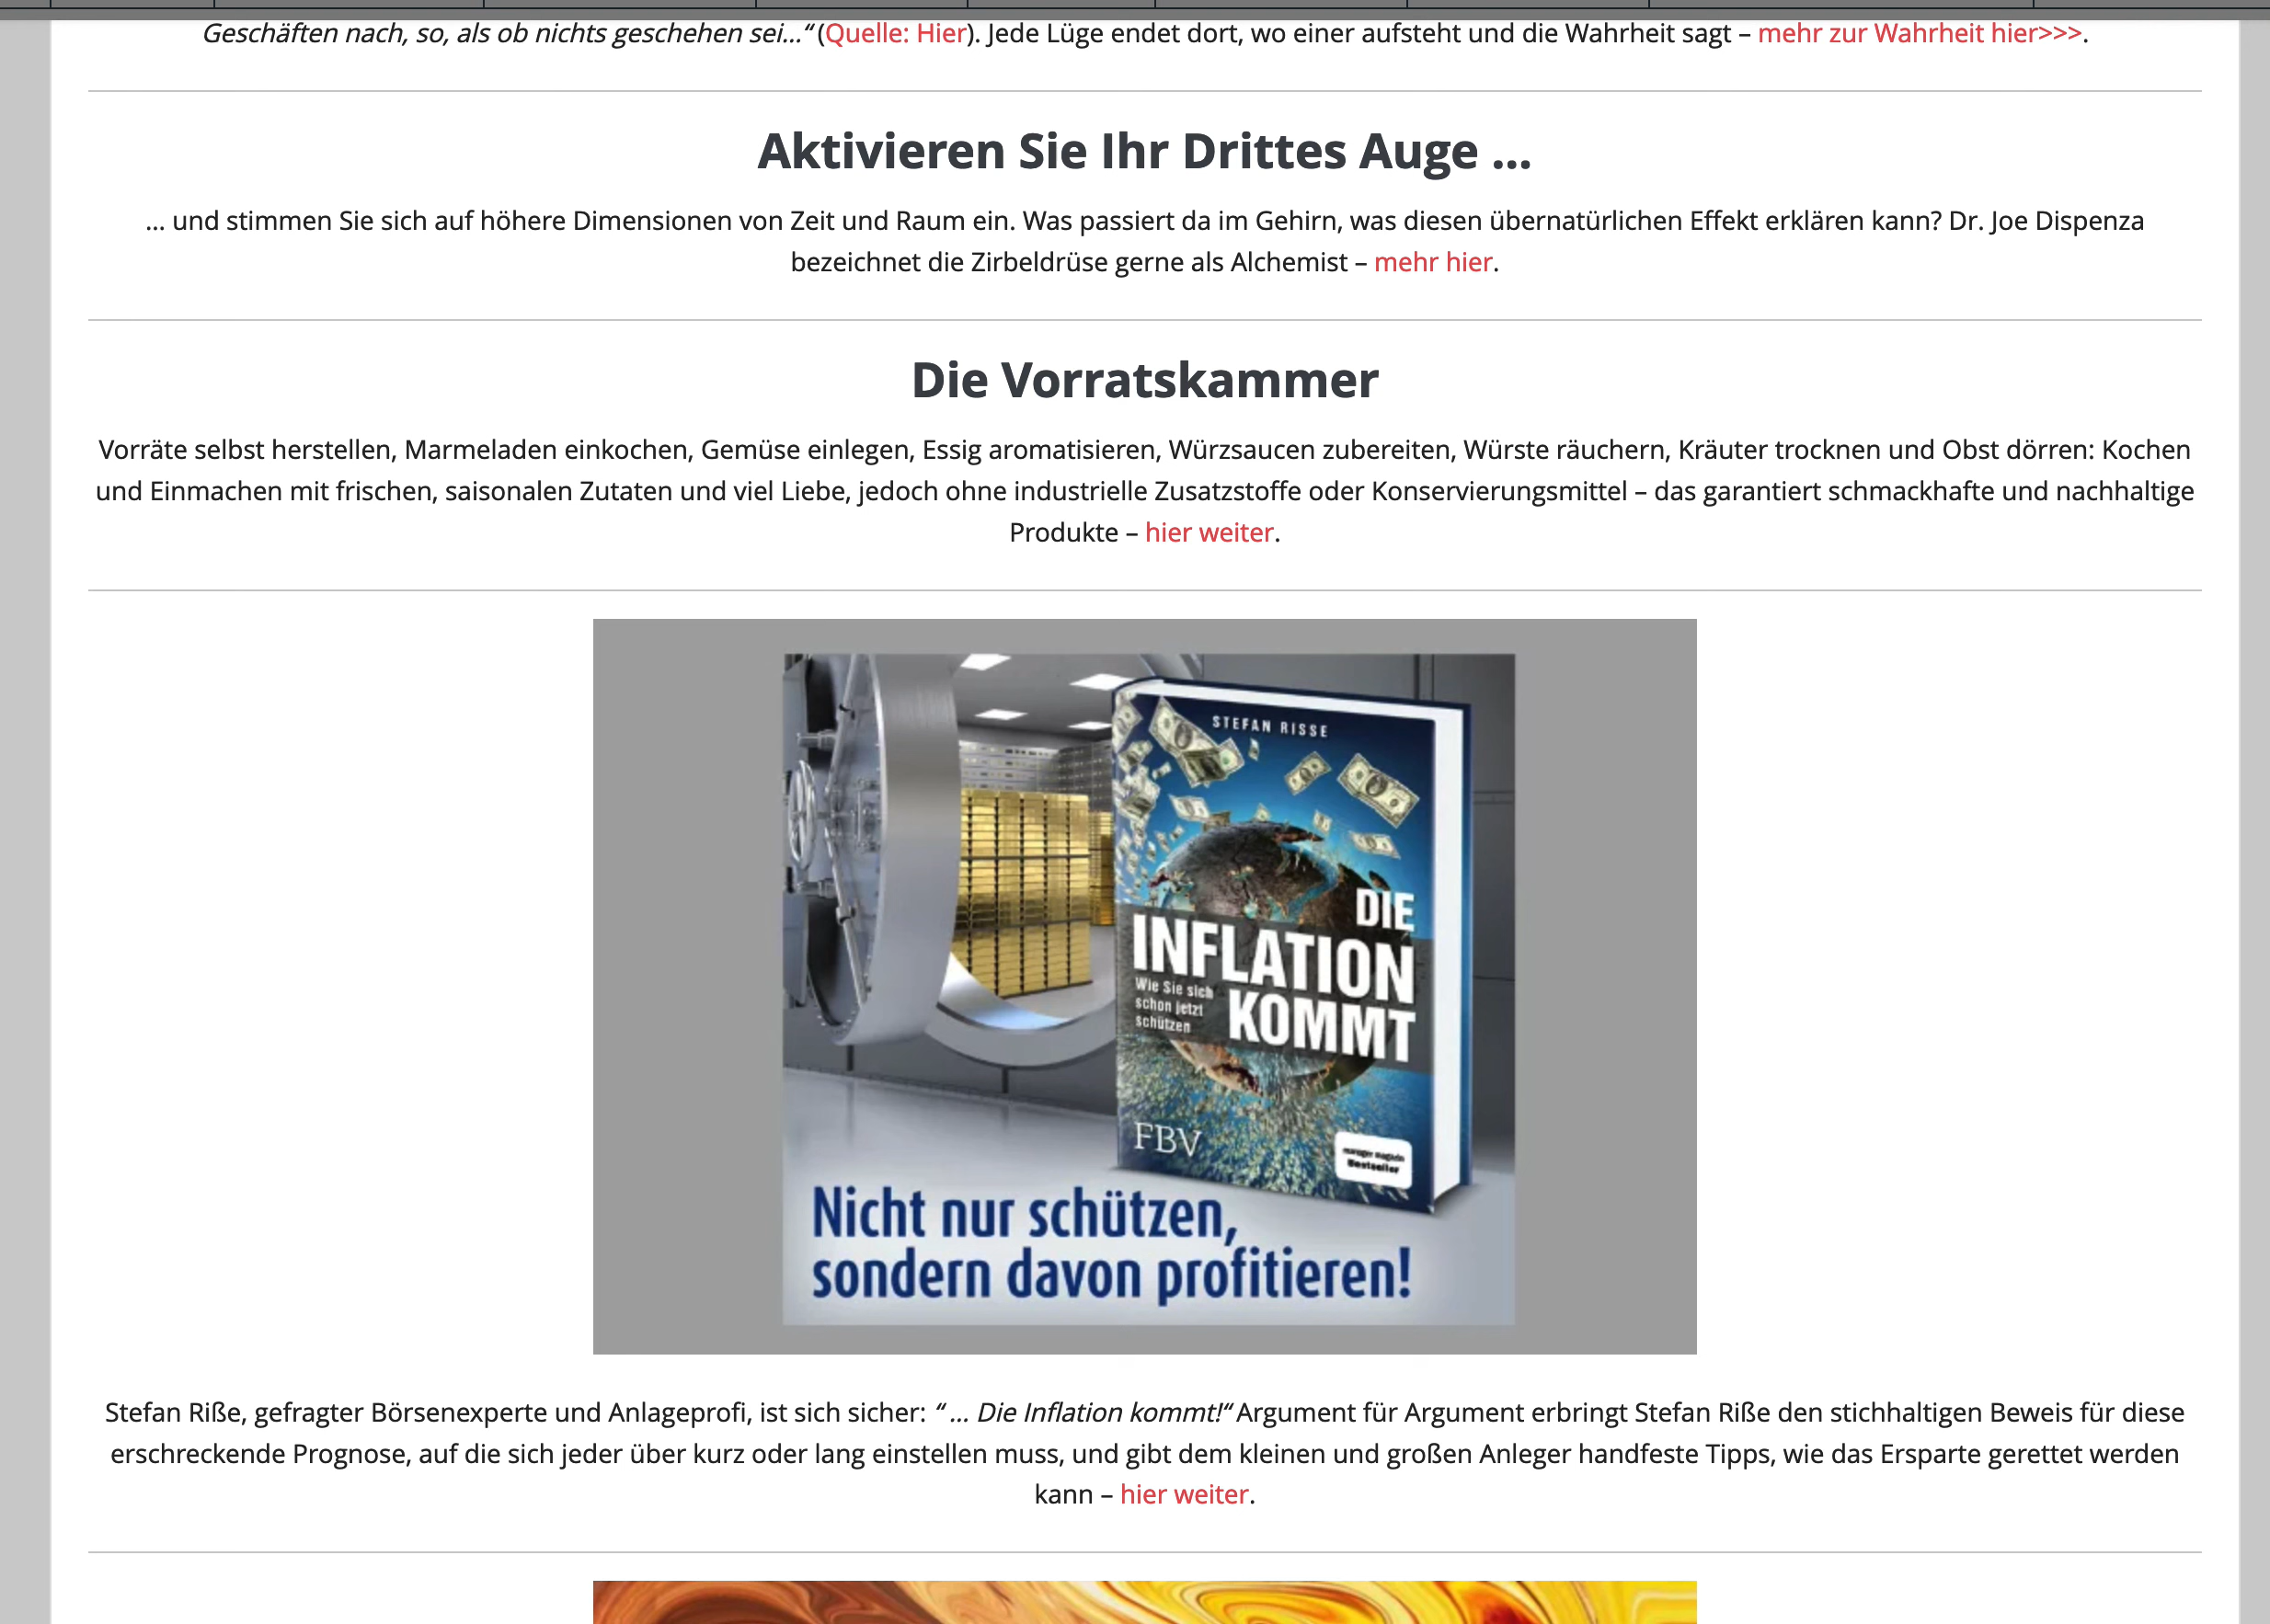 Geschäften nach, so, als ob nichts geschehen sei…“ (Quelle: Hier). Jede Lüge endet dort, wo einer aufsteht und die Wahrheit sagt – mehr zur Wahrheit hier>>>.
Aktivieren Sie Ihr Drittes Auge …
… und stimmen Sie sich auf höhere Dimensionen von Zeit und Raum ein. Was passiert da im Gehirn, was diesen übernatürlichen Effekt erklären kann? Dr. Joe Dispenza
bezeichnet die Zirbeldrüse gerne als Alchemist – mehr hier.
Die Vorratskammer
Vorräte selbst herstellen, Marmeladen einkochen, Gemüse einlegen, Essig aromatisieren, Würzsaucen zubereiten, Würste räuchern, Kräuter trocknen und Obst dörren: Kochen
und Einmachen mit frischen, saisonalen Zutaten und viel Liebe, jedoch ohne industrielle Zusatzstoffe oder Konservierungsmittel – das garantiert schmackhafte und nachhaltige
Produkte – hier weiter.
STEFAN RISSE
DIE
INFLATION
KOMMT
Wie Sie sich
schon jetzt
schützen
FBV
manager magazin
Bestseller
Nicht nur schützen,
sondern davon profitieren!
Stefan Riße, gefragter Börsenexperte und Anlageprofi, ist sich sicher: “ … Die Inflation kommt!“ Argument für Argument erbringt Stefan Riße den stichhaltigen Beweis für diese
erschreckende Prognose, auf die sich jeder über kurz oder lang einstellen muss, und gibt dem kleinen und großen Anleger handfeste Tipps, wie das Ersparte gerettet werden
kann – hier weiter.